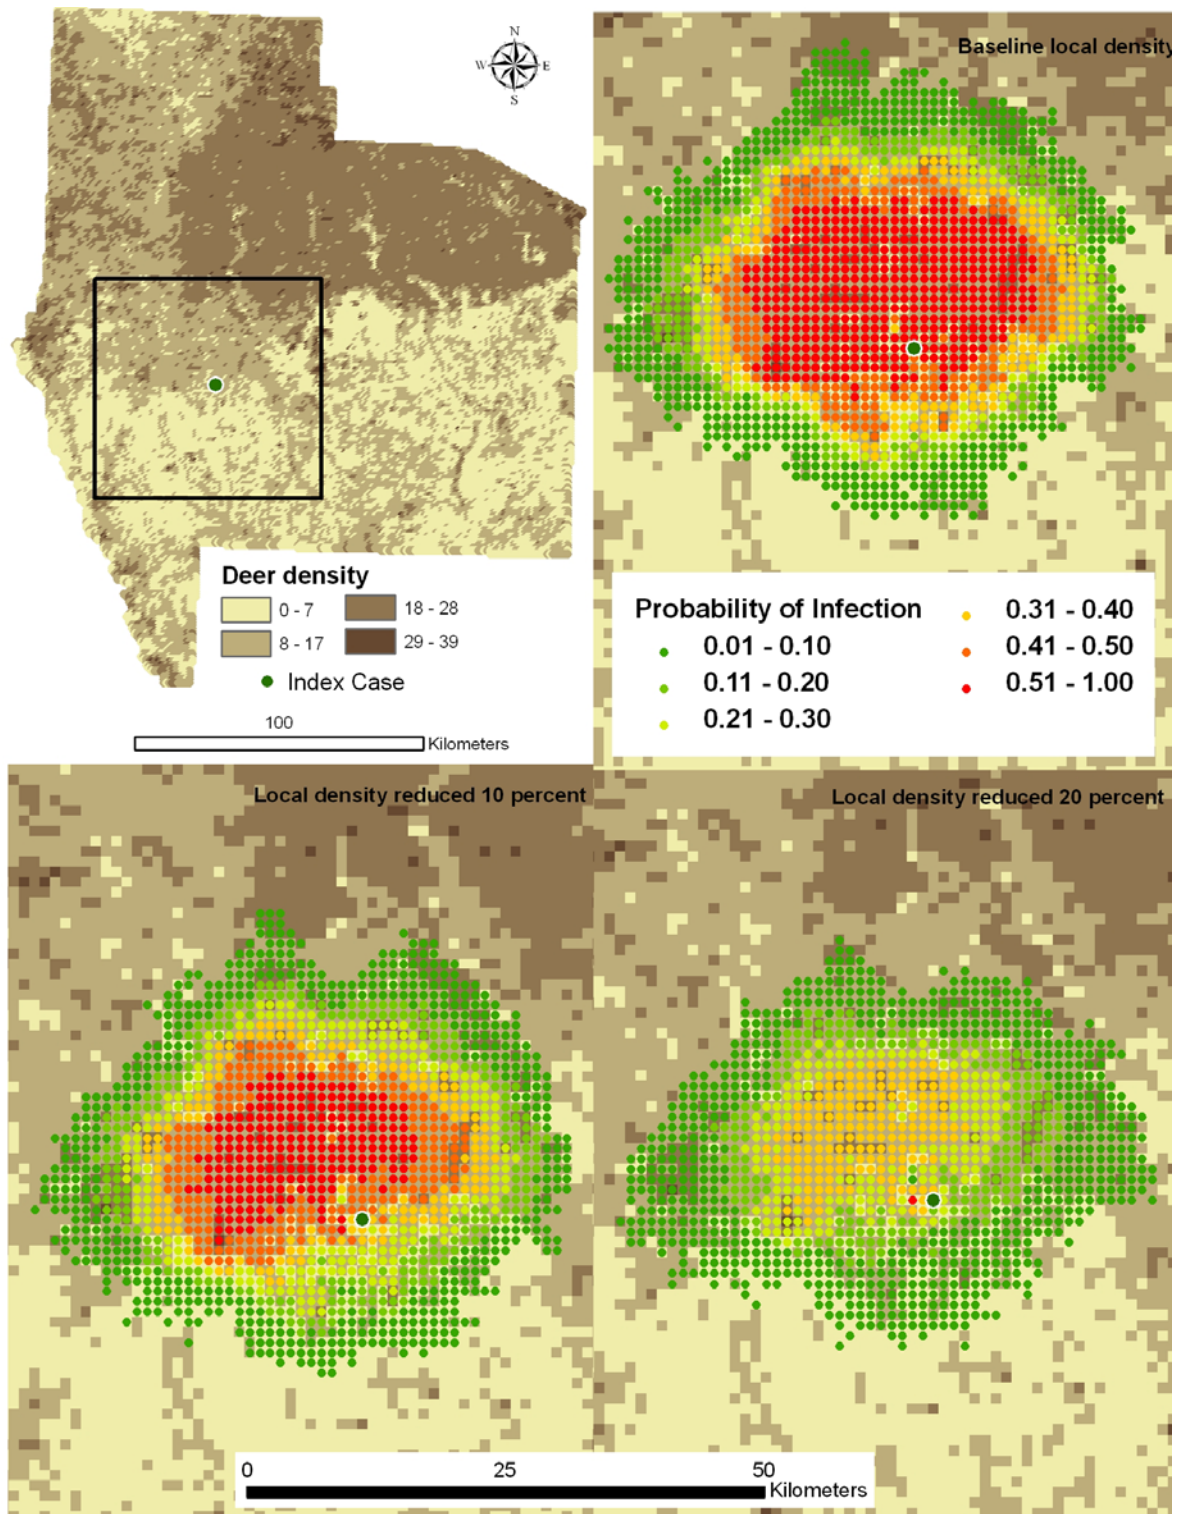 N
W E
S
Baseline local density
Deer density
0 - 7
18 - 28
8 - 17
29 - 39
Index Case
100
Kilometers
Probability of Infection
0.01 - 0.10
0.11 - 0.20
0.21 - 0.30
0.31 - 0.40
0.41 - 0.50
0.51 - 1.00
Local density reduced 10 percent
Local density reduced 20 percent
0 25 50
Kilometers